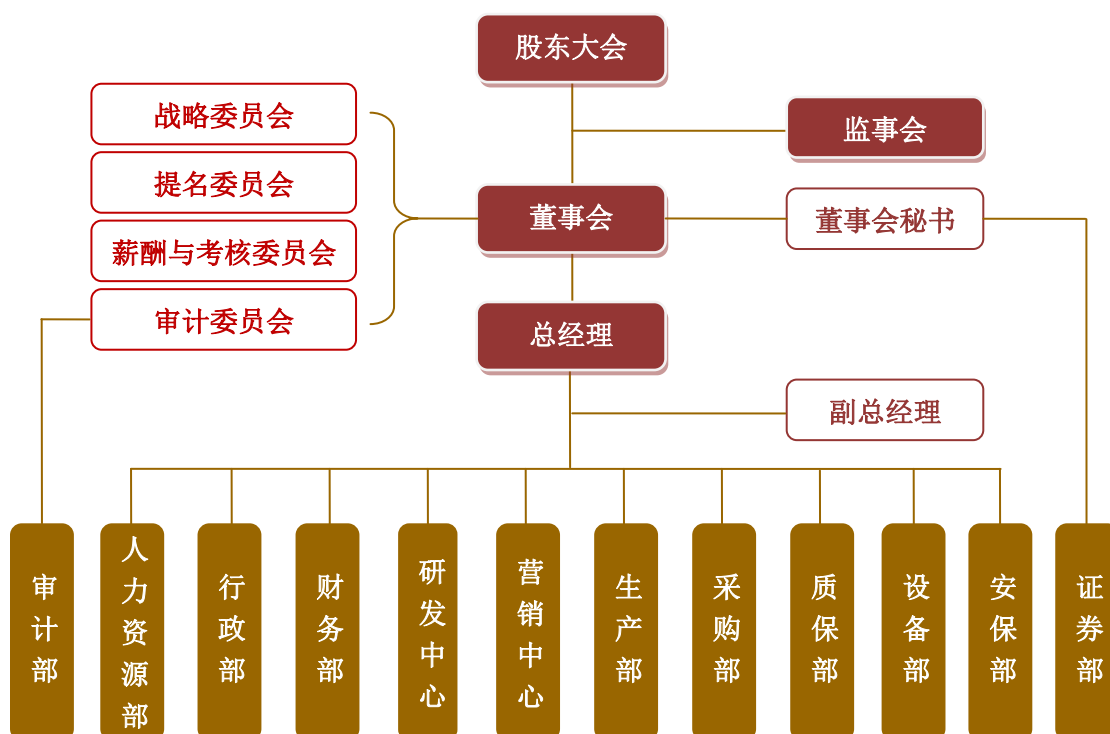 股东大会
战略委员会
监事会
提名委员会
董事会
董事会秘书
薪酬与考核委员会
审计委员会
总经理
副总经理
审计部
人力资源部
行政部
财务部
研发中心
营销中心
生产部
采购部
质保部
设备部
安保部
证券部